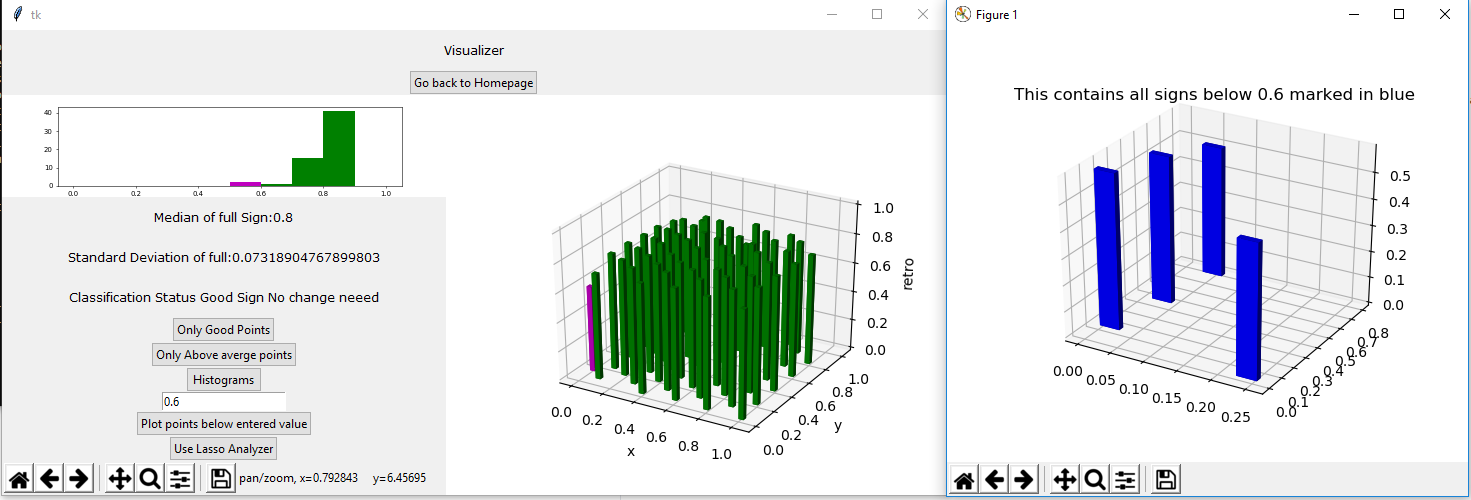 tk
Visualizer
Go back to Homepage
40
30
20
10
0
0.0 0.2 0.4 0.6 0.8 1.0
Median of full Sign:0.8
Standard Deviation of full:0.07318904767899803
Classification Status Good Sign No change neeed
Only Good Points
Only Above averge points
Histograms
0.6
Plot points below entered value
Use Lasso Analyzer
pan/zoom, x=0.792843 y=6.45695
1.0
0.8
0.6
0.4
0.2
0.0
retro
0.0 0.2 0.4 0.6 0.8 1.0
x
0.0 0.2 0.4 0.6 0.8 1.0
y
Figure 1
This contains all signs below 0.6 marked in blue
0.5
0.4
0.3
0.2
0.1
0.0
0.00 0.05 0.10 0.15 0.20 0.25
0.0 0.1 0.2 0.3 0.4 0.5 0.6 0.7 0.8